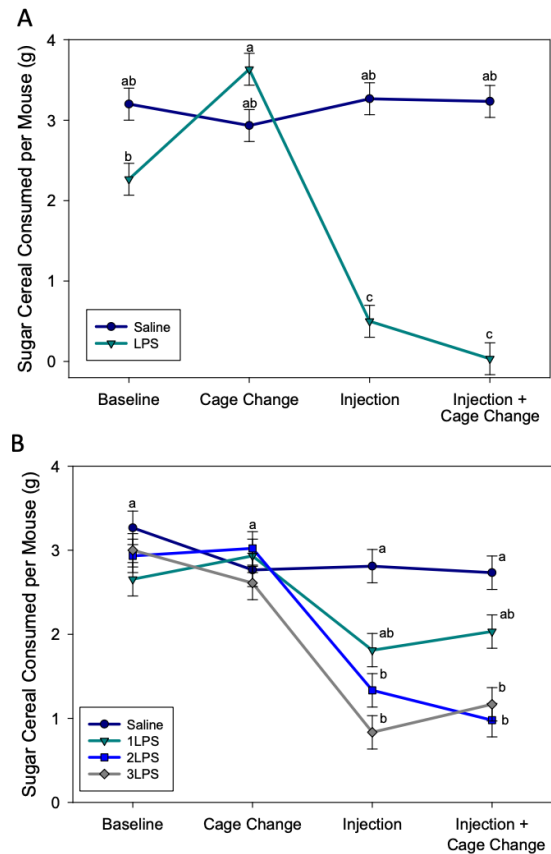 A
Sugar Cereal Consumed per Mouse (g)
4
3
2
1
0
ab
b
a
ab
ab
c
ab
c
Saline
LPS
Baseline
Cage Change
Injection
Injection +
Cage Change
B
Sugar Cereal Consumed per Mouse (g)
4
3
2
1
0
a
a
a
ab
b
b
a
ab
b
b
Saline
1LPS
2LPS
3LPS
Baseline
Cage Change
Injection
Injection +
Cage Change